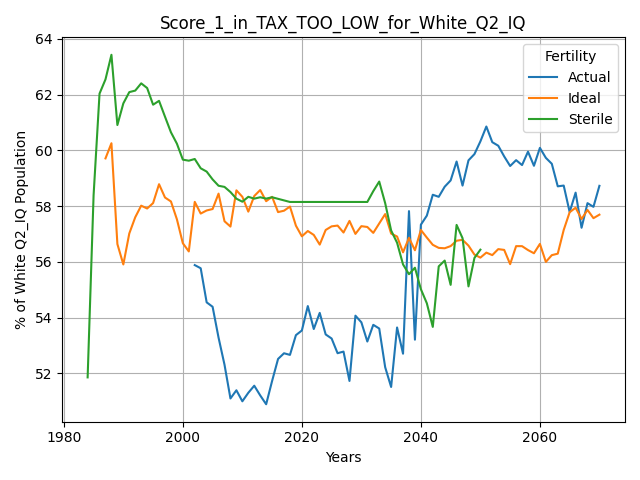 Score_1_in_TAX_TOO_LOW_for_White_Q2_IQ
% of White Q2_IQ Population
64
62
60
58
56
54
52
Fertility
Actual
Ideal
Sterile
1980
2000
2020
2040
2060
Years